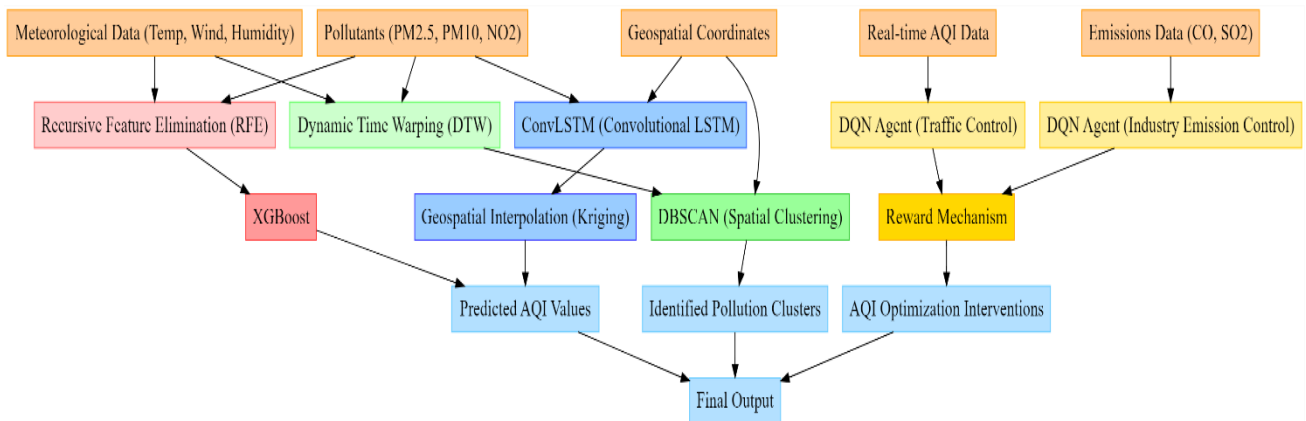 Meteorological Data (Temp, Wind, Humidity)
Pollutants (PM2.5, PM10, NO2)
Geospatial Coordinates
Real-time AQI Data
Emissions Data (CO, SO2)
Recursive Feature Elimination (RFE)
Dynamic Time Warping (DTW)
ConvLSTM (Convolutional LSTM)
DQN Agent (Traffic Control)
DQN Agent (Industry Emission Control)
XGBoost
Geospatial Interpolation (Kriging)
DBSCAN (Spatial Clustering)
Reward Mechanism
Predicted AQI Values
Identified Pollution Clusters
AQI Optimization Interventions
Final Output